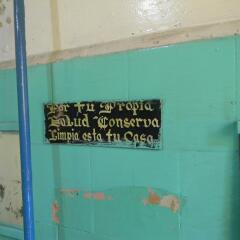 Por tu Propia
Salud Conserva
Limpia esta tu Casa